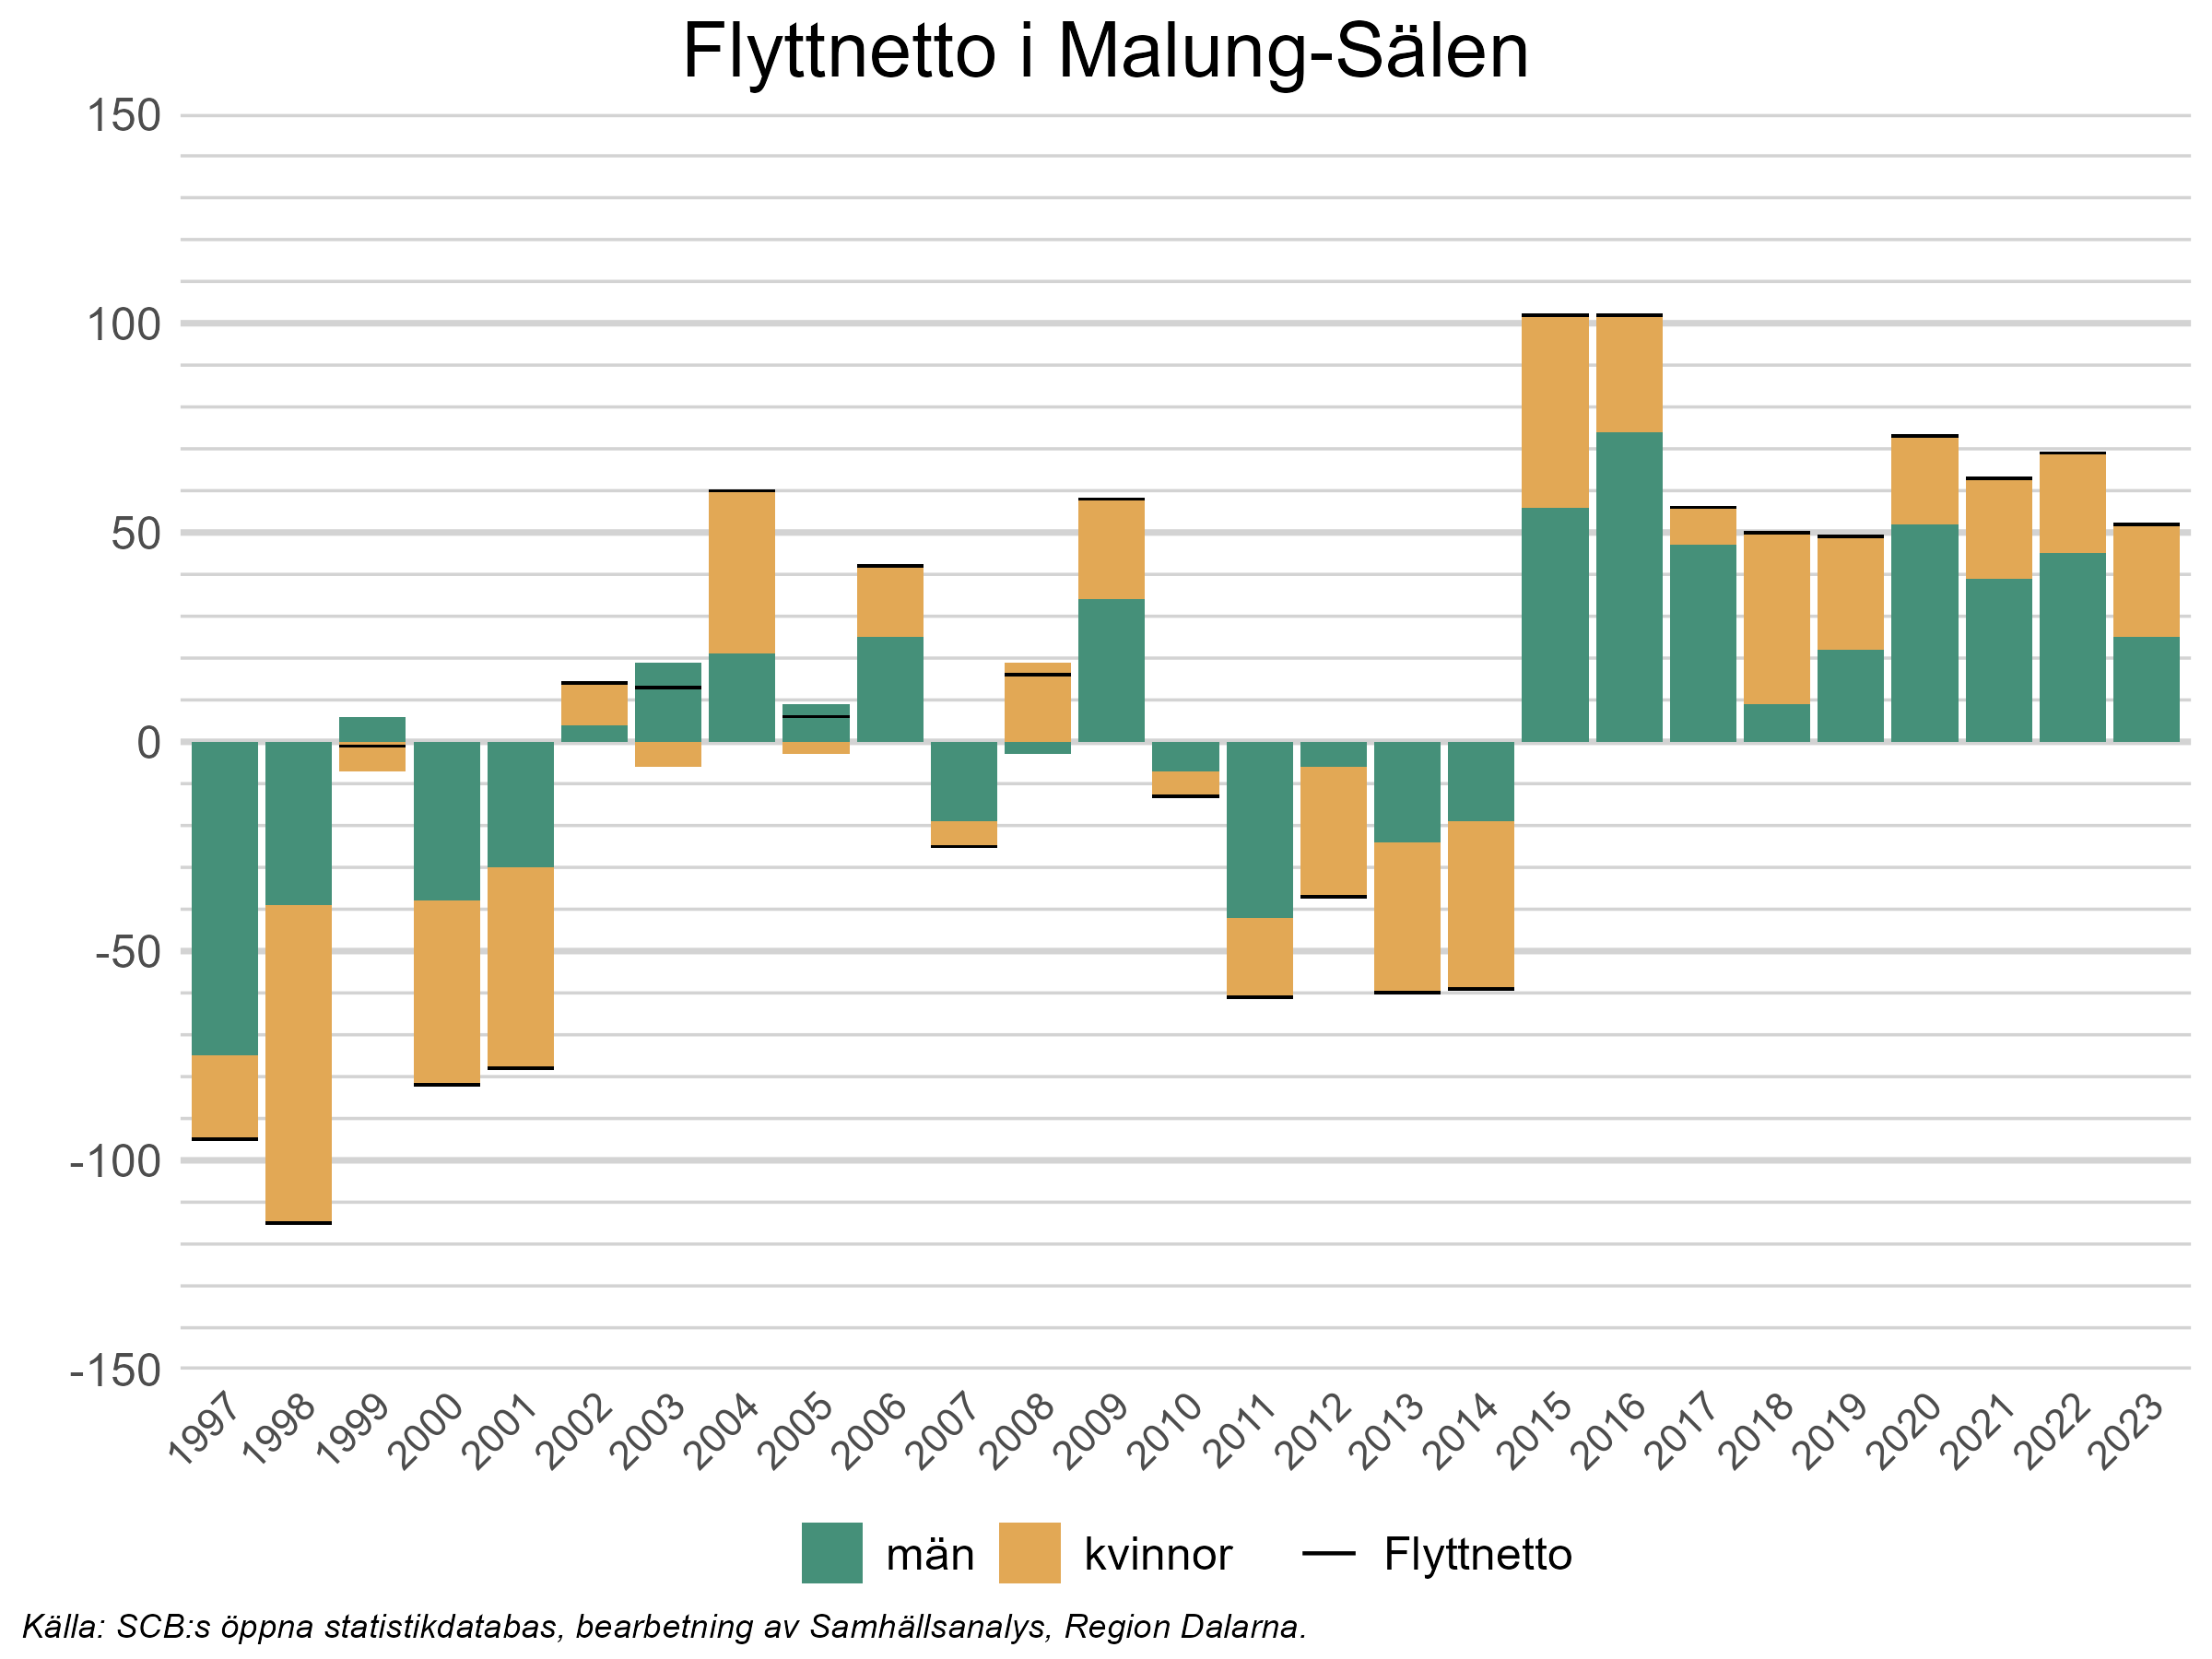 Flyttnetto i Malung-Sälen
150
100
50
0
-50
-100
-150
1997 1998 1999 2000 2001 2002 2003 2004 2005 2006 2007 2008 2009 2010 2011 2012 2013 2014 2015 2016 2017 2018 2019 2020 2021 2022 2023
män kvinnor Flyttnetto
Källa: SCB:s öppna statistikdatabas, bearbetning av Samhällsanalys, Region Dalarna.